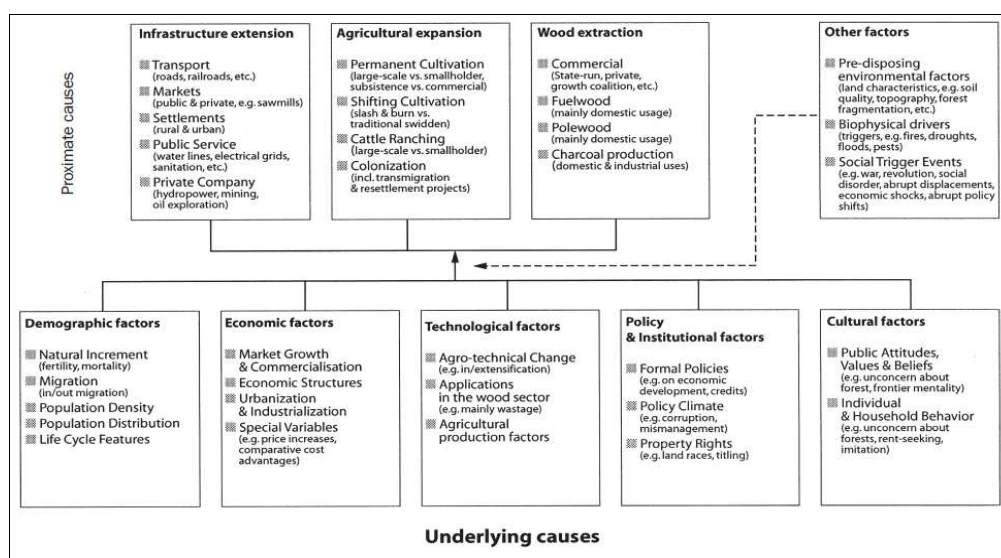 Proximate causes
Infrastructure extension
Transport
(roads, railroads, etc.)
Markets
(public & private, e.g. sawmills)
Settlements
(rural & urban)
Public Service
(water lines, electrical grids,
sanitation, etc.)
Private Company
(hydropower, mining,
oil exploration)
Agricultural expansion
Permanent Cultivation
(large-scale vs. smallholder,
subsistence vs. commercial)
Shifting Cultivation
(slash & burn vs.
traditional swidden)
Cattle Ranching
(large-scale vs. smallholder)
Colonization
(incl. transmigration
& resettlement projects)
Wood extraction
Commercial
(State-run, private,
growth coalition, etc.)
Fuelwood
(mainly domestic usage)
Polewood
(mainly domestic usage)
Charcoal production
(domestic & industrial uses)
Other factors
Pre-disposing
environmental factors
(land characteristics, e.g. soil
quality, topography, forest
fragmentation, etc.)
Biophysical drivers
(triggers, e.g. fires, droughts,
floods, pests)
Social Trigger Events
(e.g. war, revolution, social
disorder, abrupt displacements,
economic shocks, abrupt policy
shifts)
Demographic factors
Natural Increment
(fertility, mortality)
Migration
(in/out migration)
Population Density
Population Distribution
Life Cycle Features
Economic factors
Market Growth
& Commercialisation
Economic Structures
Urbanization
& Industrialization
Special Variables
(e.g. price increases,
comparative cost
advantages)
Technological factors
Agro-technical Change
(e.g. in/extensification)
Applications
in the wood sector
(e.g. mainly wastage)
Agricultural
production factors
Policy
& Institutional factors
Formal Policies
(e.g. on economic
development, credits)
Policy Climate
(e.g. corruption,
mismanagement)
Property Rights
(e.g. land races, titling)
Cultural factors
Public Attitudes,
Values & Beliefs
(e.g. unconcern about
forest, frontier mentality)
Individual
& Household Behavior
(e.g. unconcern about
forests, rent-seeking,
imitation)
Underlying causes